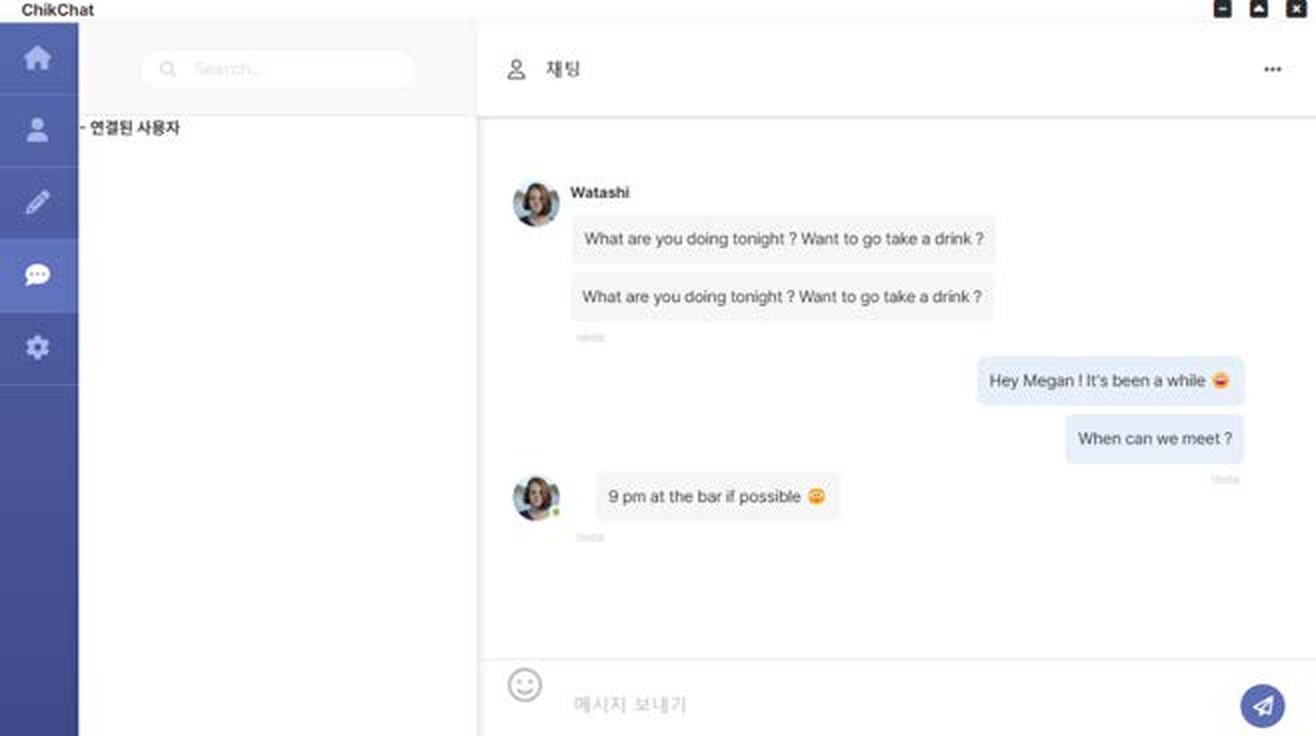 ChikChat
Search...
채팅
- 연결된 사용자
Watashi
What are you doing tonight ? Want to go take a drink ?
What are you doing tonight ? Want to go take a drink ?
Hey Megan ! It's been a while 😃
When can we meet ?
9 pm at the bar if possible 😳
메시지 보내기